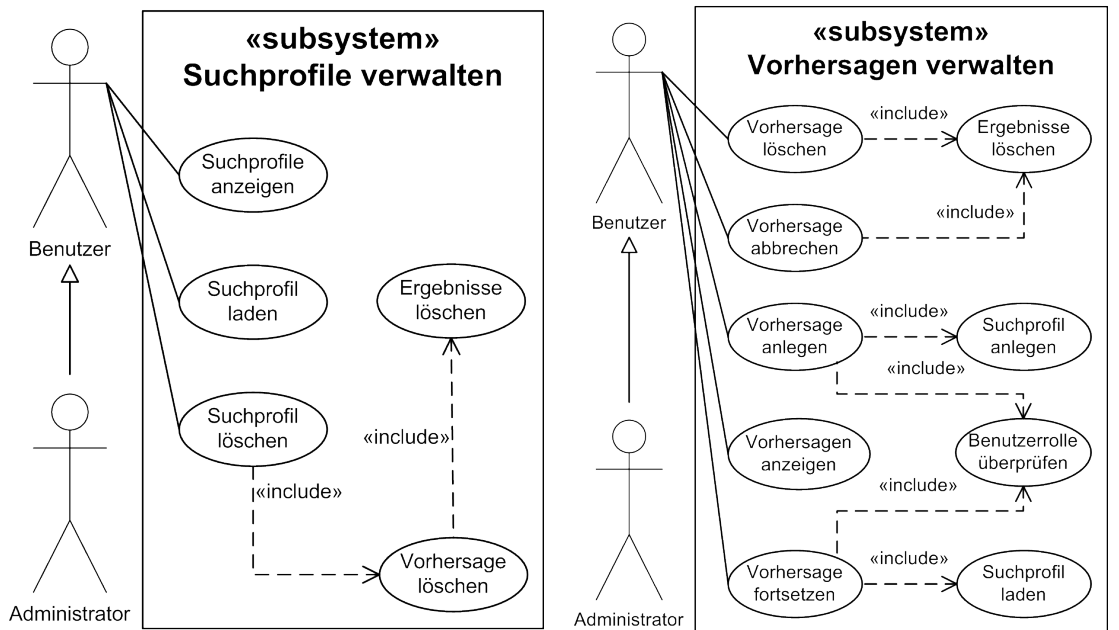 «subsystem»
Suchprofile verwalten
Suchprofile
anzeigen
Benutzer
Suchprofil
laden
Ergebnisse
löschen
Suchprofil
löschen
«include»
«include»
Vorhersage
löschen
Administrator
«subsystem»
Vorhersagen verwalten
Vorhersage
löschen
«include»
Ergebnisse
löschen
Benutzer
Vorhersage
abbrechen
«include»
Vorhersage
anlegen
«include»
Suchprofil
anlegen
«include»
Vorhersagen
anzeigen
Benutzerrolle
überprüfen
«include»
Vorhersage
fortsetzen
«include»
Suchprofil
laden
Administrator